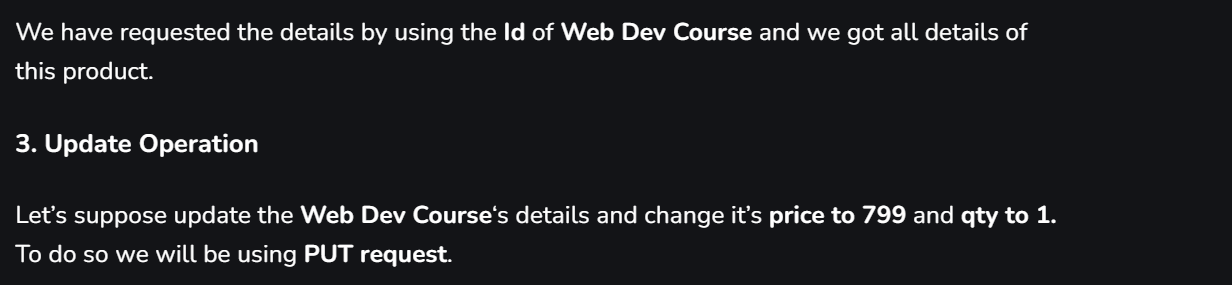 We have requested the details by using the Id of Web Dev Course and we got all details of
this product.
3. Update Operation
Let’s suppose update the Web Dev Course‘s details and change it’s price to 799 and qty to 1.
To do so we will be using PUT request.